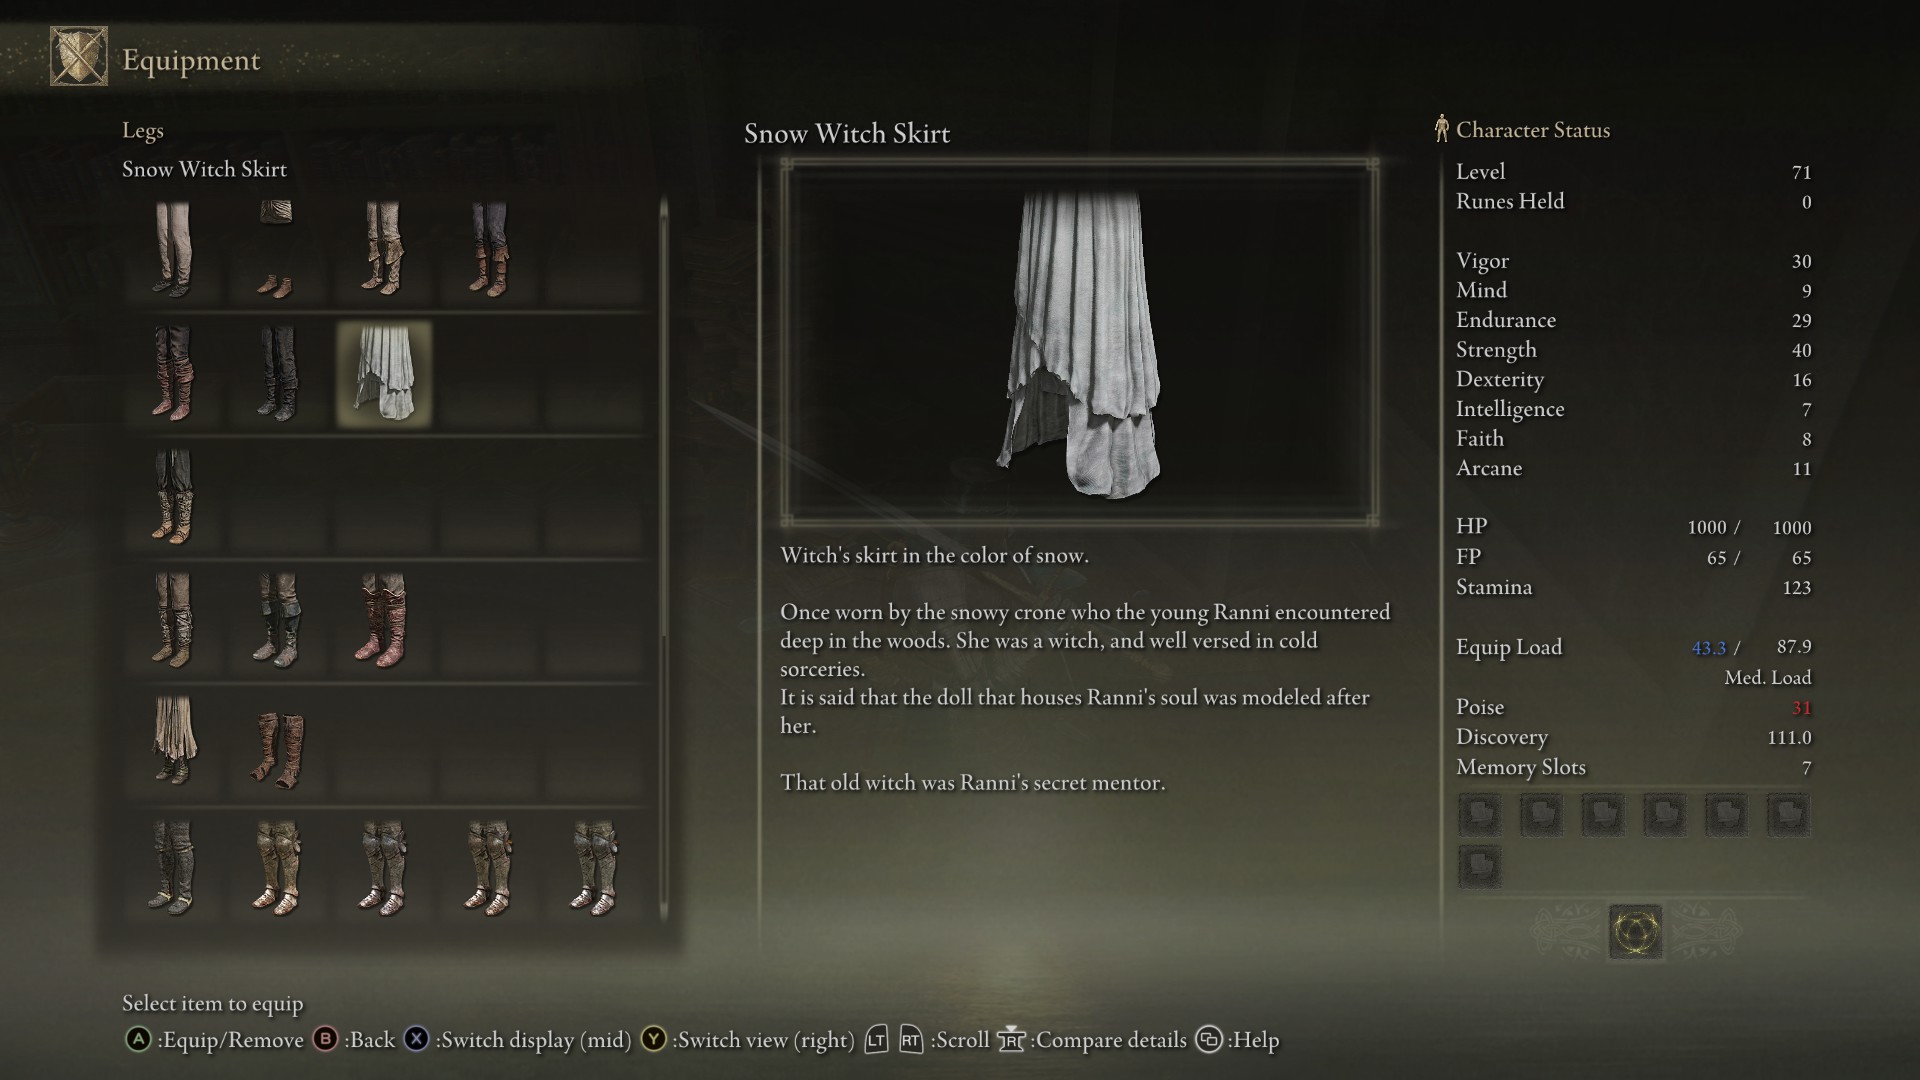 Equipment
Legs
Snow Witch Skirt
Snow Witch Skirt
Witch's skirt in the color of snow.
Once worn by the snowy crone who the young Ranni encountered
deep in the woods. She was a witch, and well versed in cold
sorceries.
It is said that the doll that houses Ranni's soul was modeled after
her.
That old witch was Ranni's secret mentor.
Character Status
Level 71
Runes Held 0
Vigor 30
Mind 9
Endurance 29
Strength 40
Dexterity 16
Intelligence 7
Faith 8
Arcane 11
HP 1000 / 1000
FP 65 / 65
Stamina 123
Equip Load 43.3 / 87.9
Med. Load
Poise 31
Discovery 111.0
Memory Slots 7
Select item to equip
A :Equip/Remove B :Back X :Switch display (mid) Y :Switch view (right) LT RT :Scroll R :Compare details :Help